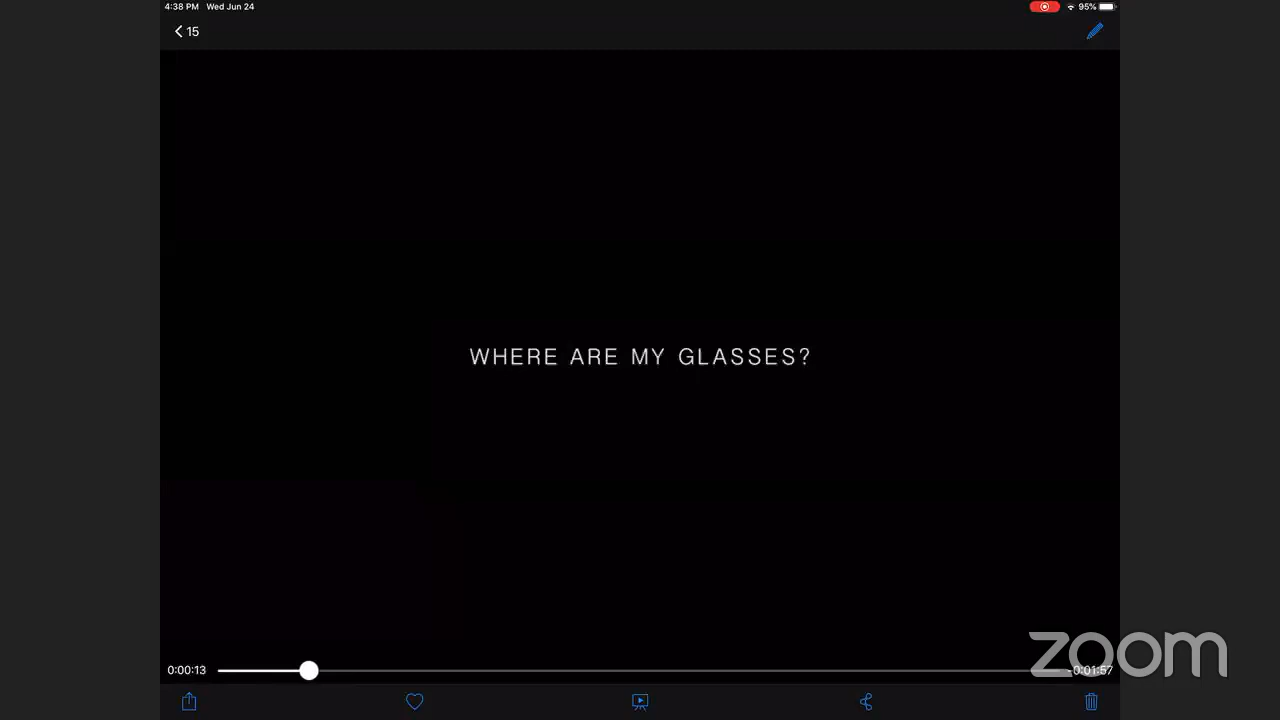 4:38 PM Wed Jun 24
95%
15
WHERE ARE MY GLASSES?
0:00:13
-0:01:57
zoom